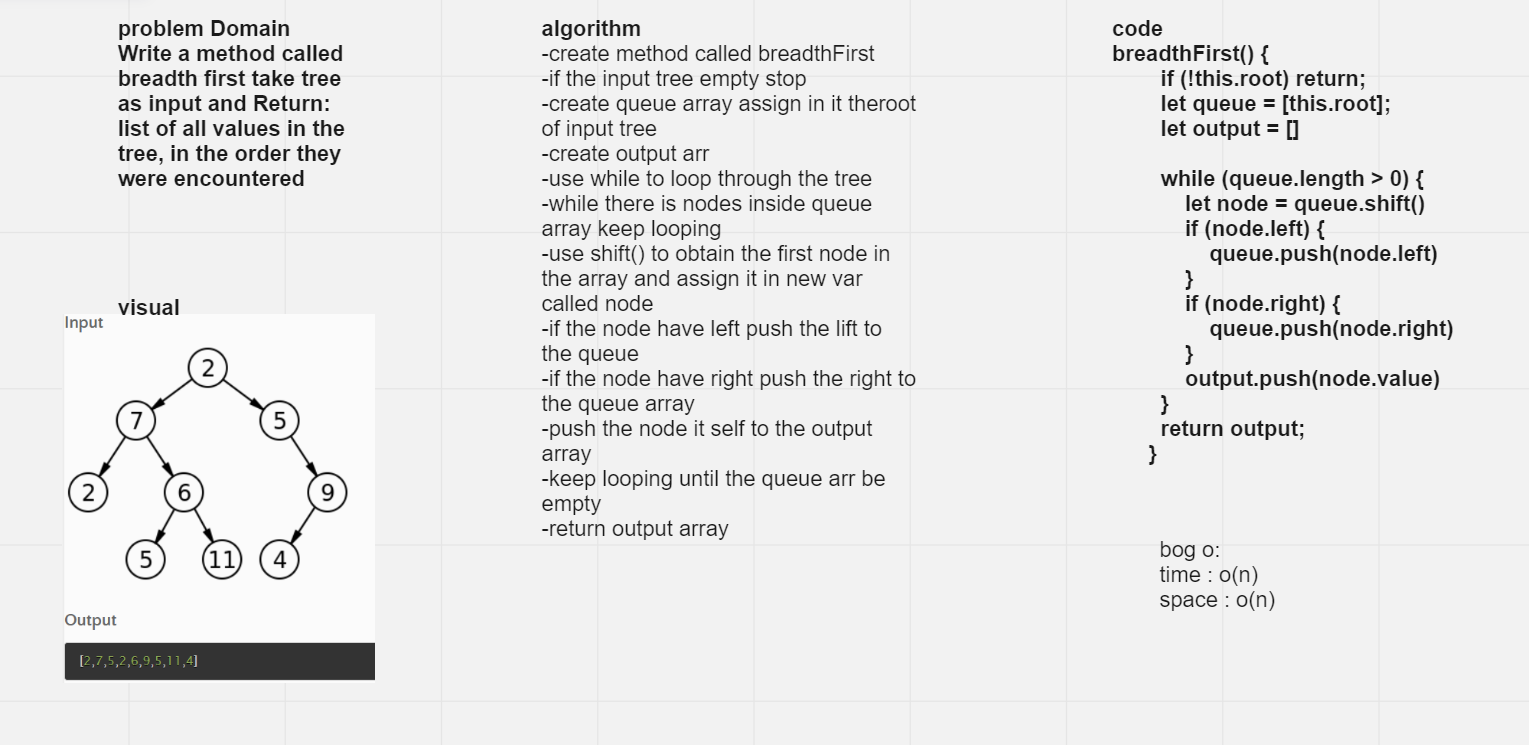 problem Domain
Write a method called
breadth first take tree
as input and Return:
list of all values in the
tree, in the order they
were encountered
visual
Input
2
7
5
2
6
9
5
11
4
Output
[2,7,5,2,6,9,5,11,4]
algorithm
-create method called breadthFirst
-if the input tree empty stop
-create queue array assign in it theroot
of input tree
-create output arr
-use while to loop through the tree
-while there is nodes inside queue
array keep looping
-use shift() to obtain the first node in
the array and assign it in new var
called node
-if the node have left push the lift to
the queue
-if the node have right push the right to
the queue array
-push the node it self to the output
array
-keep looping until the queue arr be
empty
-return output array
code
breadthFirst() {
if (!this.root) return;
let queue = [this.root];
let output = []
while (queue.length > 0) {
let node = queue.shift()
if (node.left) {
queue.push(node.left)
}
if (node.right) {
queue.push(node.right)
}
output.push(node.value)
}
return output;
}
bog o:
time : o(n)
space : o(n)